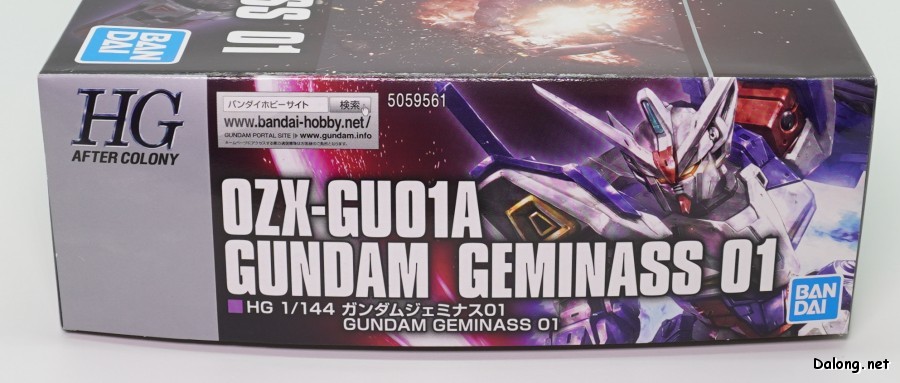 BAN
DAI
SS 01
HG
AFTER COLONY
バンダイホビーサイト 検索
www.bandai-hobby.net/
GUNDAM PORTAL SITE www.gundam.info
5059561
OZX-GU01A
GUNDAM GEMINASS 01
HG 1/144 ガンダムジェミナス01
GUNDAM GEMINASS 01
BAN
DAI
Dalong.net